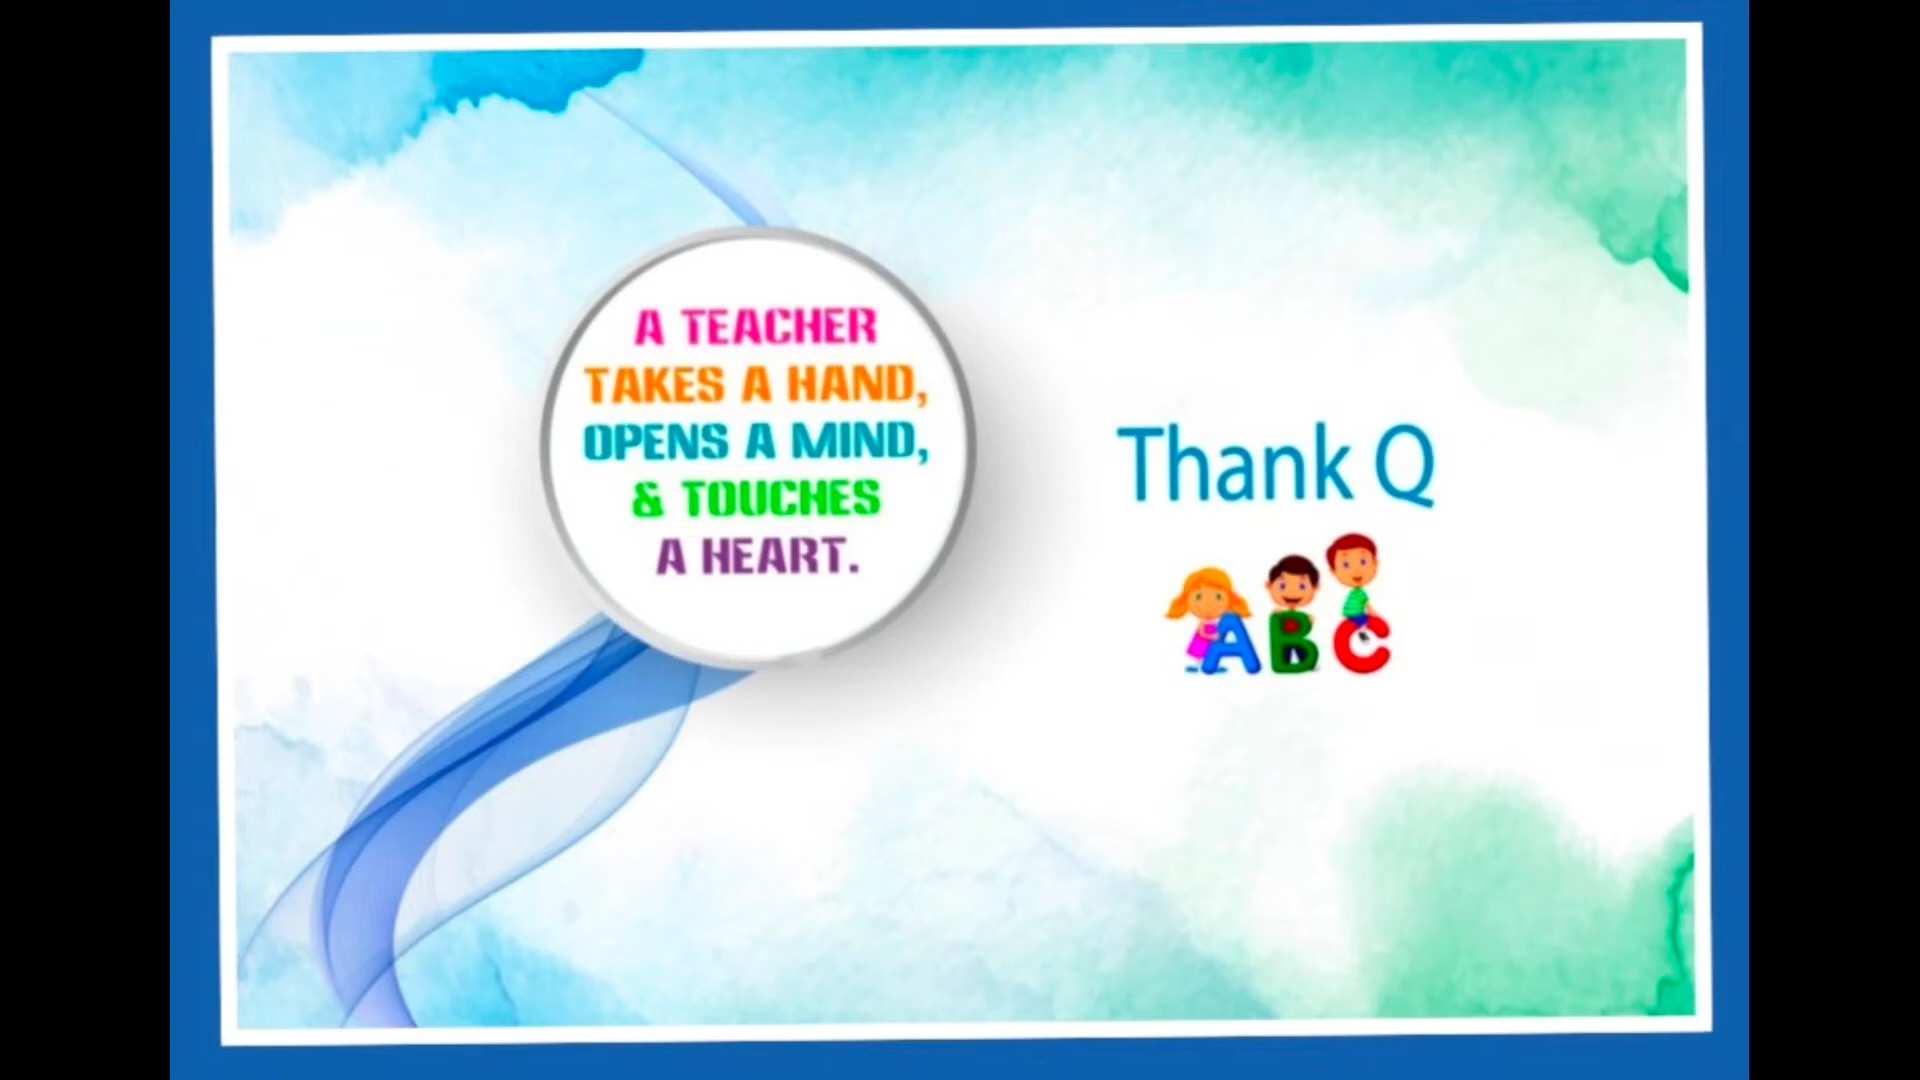 A TEACHER
TAKES A HAND,
OPENS A MIND,
& TOUCHES
A HEART.
Thank Q
ABC